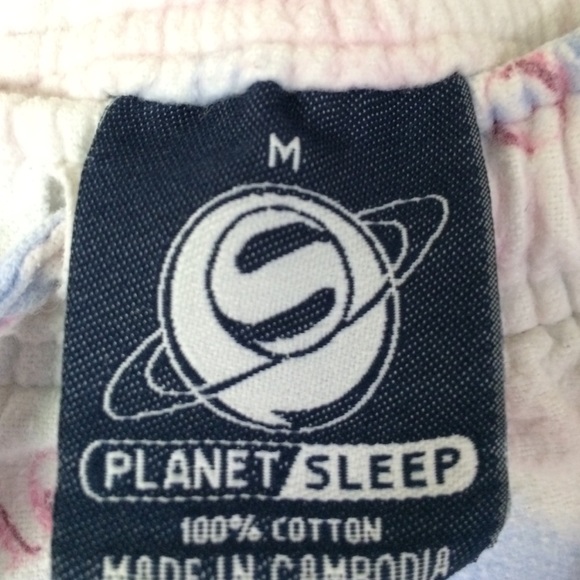 M
PLANET/SLEEP
100% COTTON
MADE IN CAMBODIA